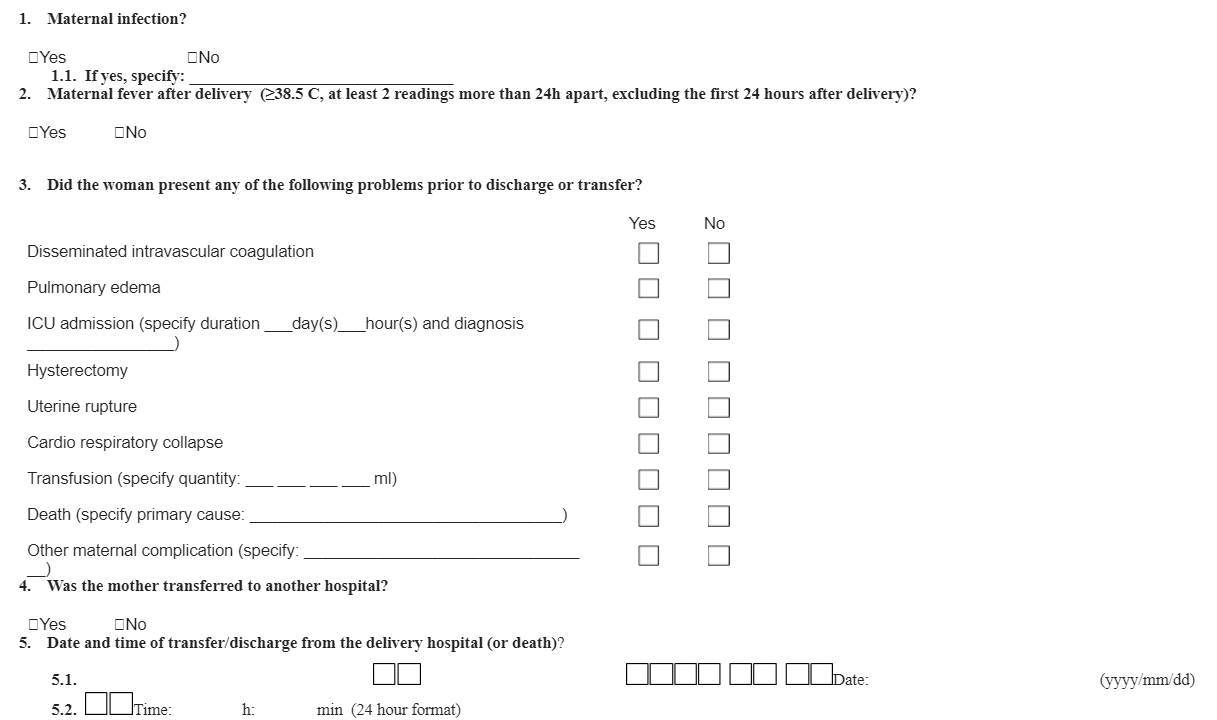 1. Maternal infection?
□Yes □No
1.1. If yes, specify: ______________________________
2. Maternal fever after delivery (≥38.5 C, at least 2 readings more than 24h apart, excluding the first 24 hours after delivery)?
□Yes □No
3. Did the woman present any of the following problems prior to discharge or transfer?
Yes No
Disseminated intravascular coagulation □ □
Pulmonary edema □ □
ICU admission (specify duration ___day(s)___hour(s) and diagnosis □ □
________________)
Hysterectomy □ □
Uterine rupture □ □
Cardio respiratory collapse □ □
Transfusion (specify quantity: ___ ___ ___ ___ ml) □ □
Death (specify primary cause: __________________________________) □ □
Other maternal complication (specify: ______________________________ □ □
__)
4. Was the mother transferred to another hospital?
□Yes □No
5. Date and time of transfer/discharge from the delivery hospital (or death)?
5.1. □□ □□□□ □□ □□Date: (yyyy/mm/dd)
5.2. □□Time: h: min (24 hour format)